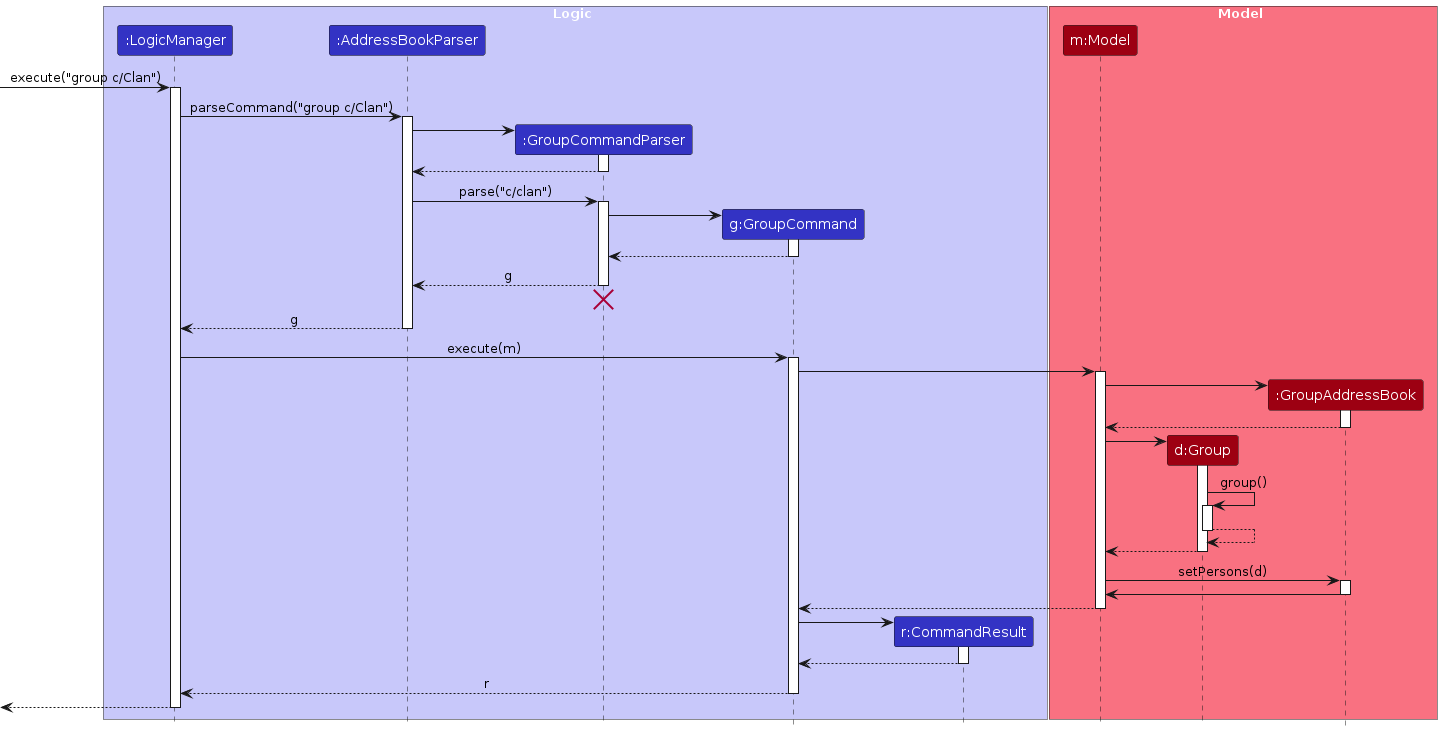 Logic
Model
:LogicManager
:AddressBookParser
m:Model
execute("group c/Clan")
parseCommand("group c/Clan")
:GroupCommandParser
parse("c/clan")
g:GroupCommand
g
g
execute(m)
:GroupAddressBook
d:Group
group()
setPersons(d)
r:CommandResult
r